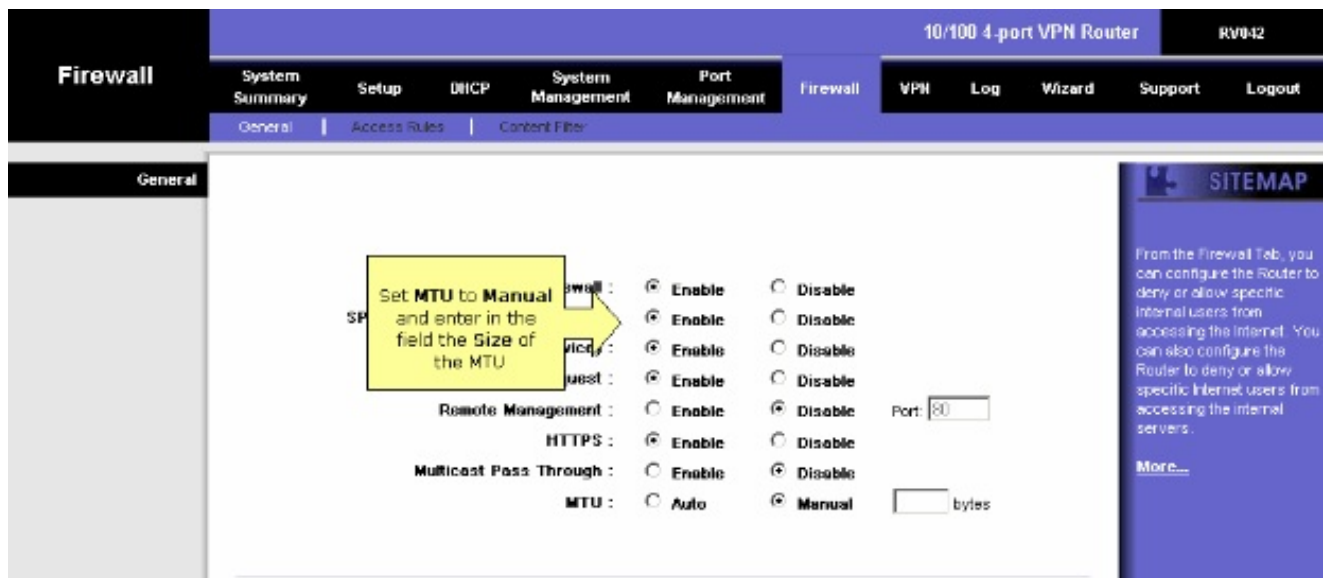 10/100 4-port VPN Router RV042
Firewall
System Summary Setup DHCP System Management Port Management Firewall VPN Log Wizard Support Logout
General | Access Rules | Content Filter
General
SITEMAP
From the Firewall Tab, you
can configure the Router to
deny or allow specific
internal users from
accessing the Internet. You
can also configure the
Router to deny or allow
specific Internet users from
accessing the internal
servers.
More...
Set MTU to Manual
and enter in the
field the Size of
the MTU
wall : Enable Disable
SP Enable Disable
: Enable Disable
quest : Enable Disable
Remote Management : Enable Disable Port: 80
HTTPS : Enable Disable
Multicast Pass Through : Enable Disable
MTU : Auto Manual bytes